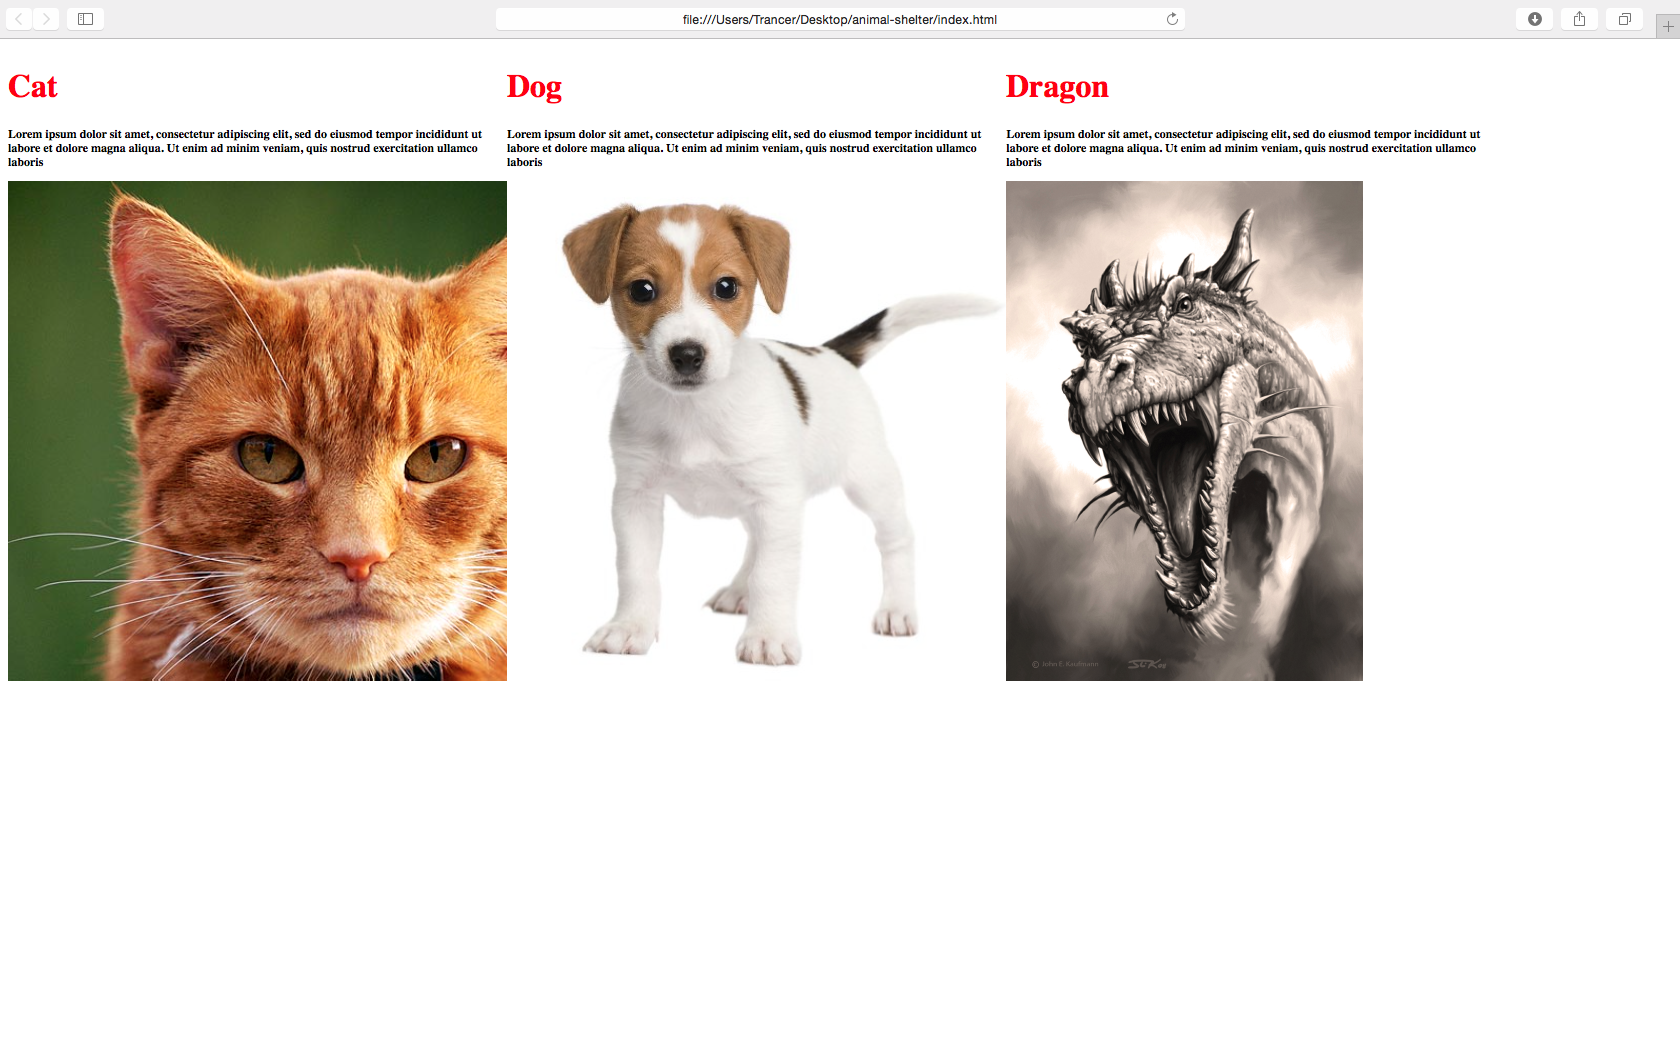 file:///Users/Trancer/Desktop/animal-shelter/index.html
Cat
Lorem ipsum dolor sit amet, consectetur adipiscing elit, sed do eiusmod tempor incididunt ut
labore et dolore magna aliqua. Ut enim ad minim veniam, quis nostrud exercitation ullamco
laboris
Dog
Lorem ipsum dolor sit amet, consectetur adipiscing elit, sed do eiusmod tempor incididunt ut
labore et dolore magna aliqua. Ut enim ad minim veniam, quis nostrud exercitation ullamco
laboris
Dragon
Lorem ipsum dolor sit amet, consectetur adipiscing elit, sed do eiusmod tempor incididunt ut
labore et dolore magna aliqua. Ut enim ad minim veniam, quis nostrud exercitation ullamco
laboris
© John E. Kaufmann